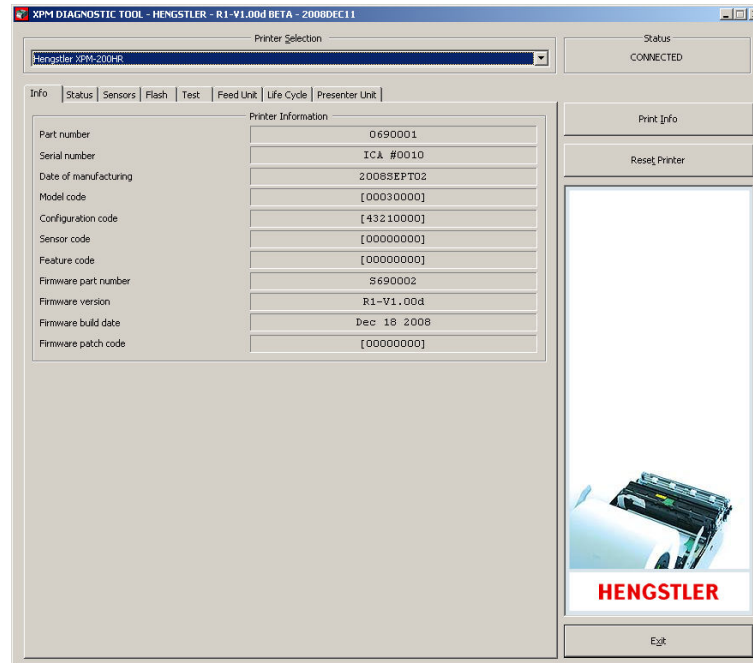 XPM DIAGNOSTIC TOOL - HENGSTLER - R1-V1.00d BETA - 2008DEC11
Printer Selection
Hengstler XPM-200HR
Status
CONNECTED
Info Status Sensors Flash Test Feed Unit Life Cycle Presenter Unit
Printer Information
Part number 0690001
Serial number ICA #0010
Date of manufacturing 2008SEPT02
Model code [00030000]
Configuration code [43210000]
Sensor code [00000000]
Feature code [00000000]
Firmware part number S690002
Firmware version R1-V1.00d
Firmware build date Dec 18 2008
Firmware patch code [00000000]
Print Info
Reset Printer
HENGSTLER
Exit